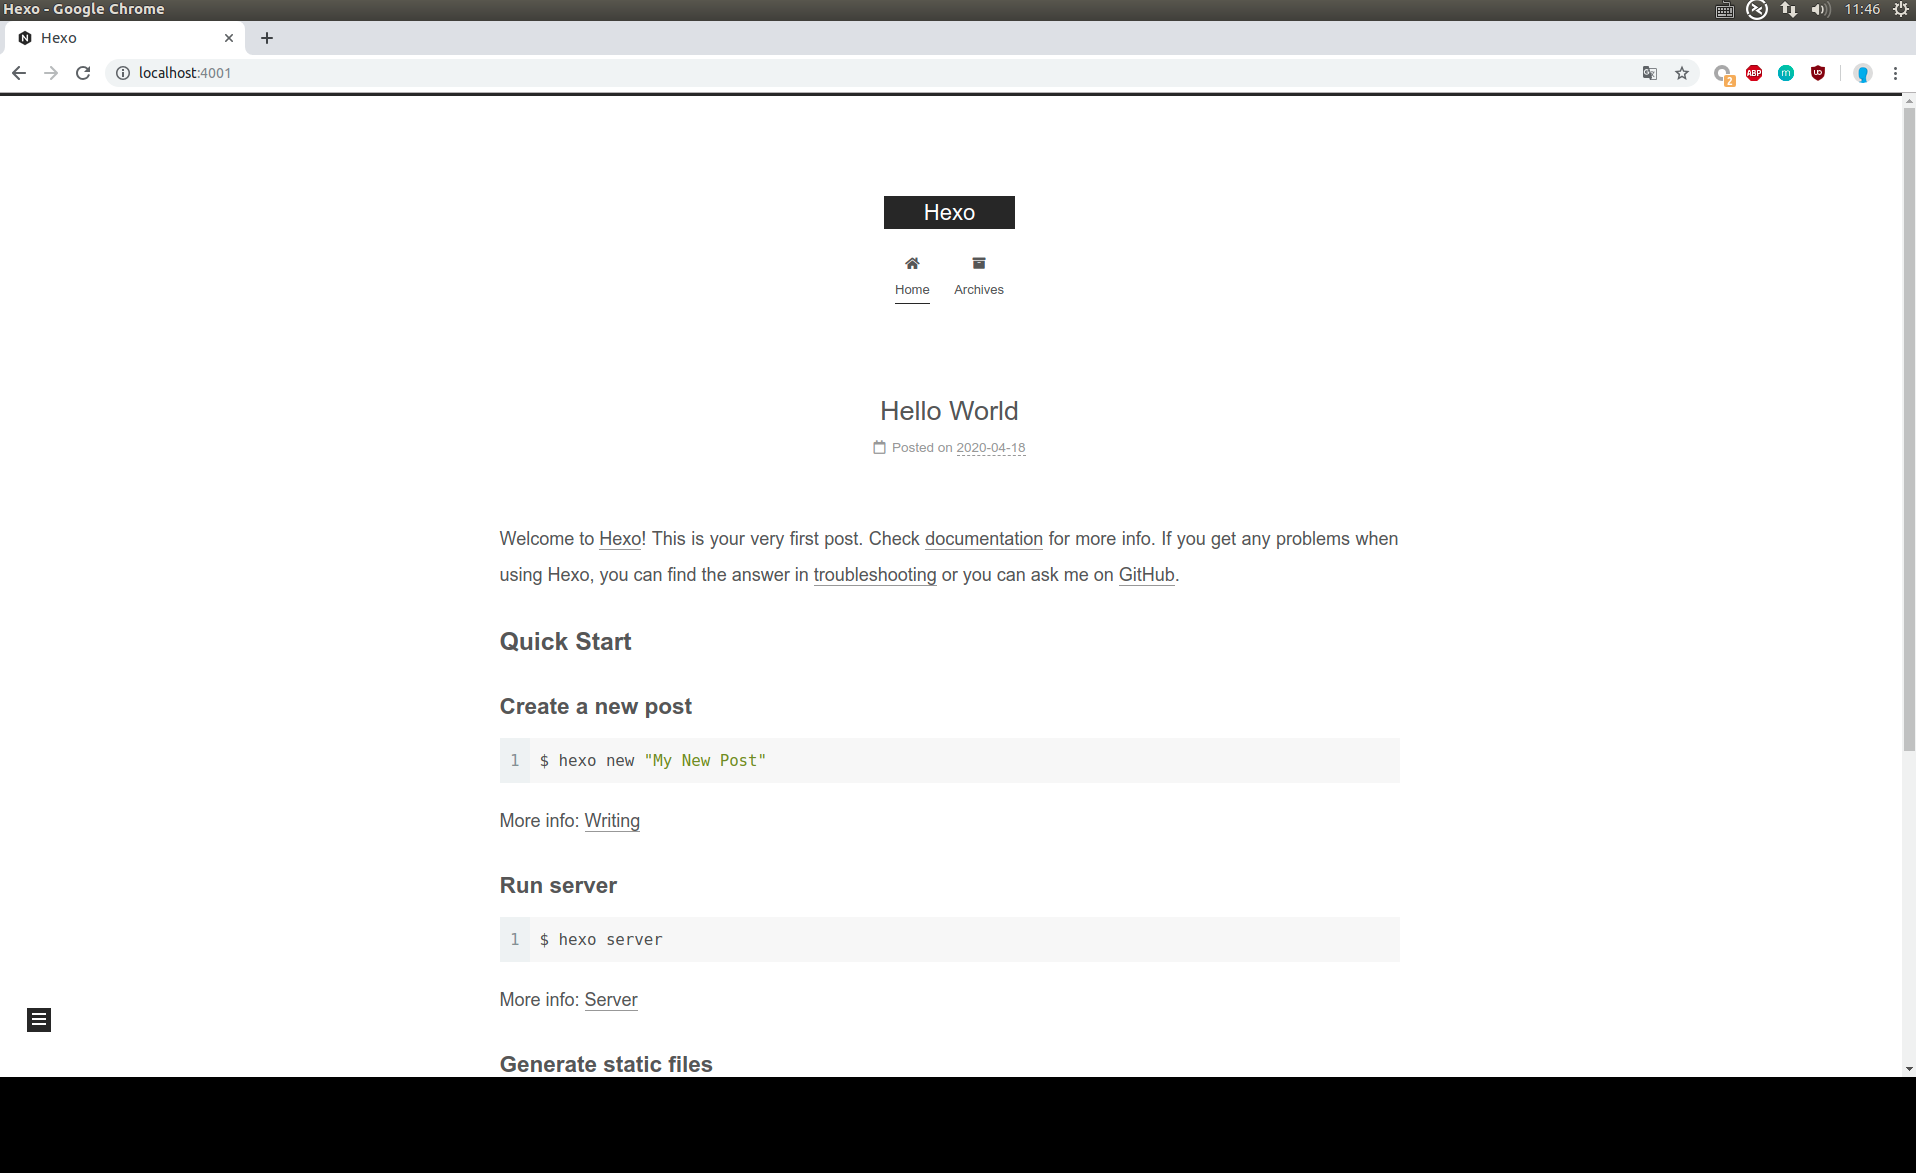 Hexo - Google Chrome
11:46
Hexo
localhost:4001
2
ABP
m
Hexo
Home Archives
Hello World
Posted on 2020-04-18
Welcome to Hexo! This is your very first post. Check documentation for more info. If you get any problems when
using Hexo, you can find the answer in troubleshooting or you can ask me on GitHub.
Quick Start
Create a new post
1 $ hexo new "My New Post"
More info: Writing
Run server
1 $ hexo server
More info: Server
Generate static files